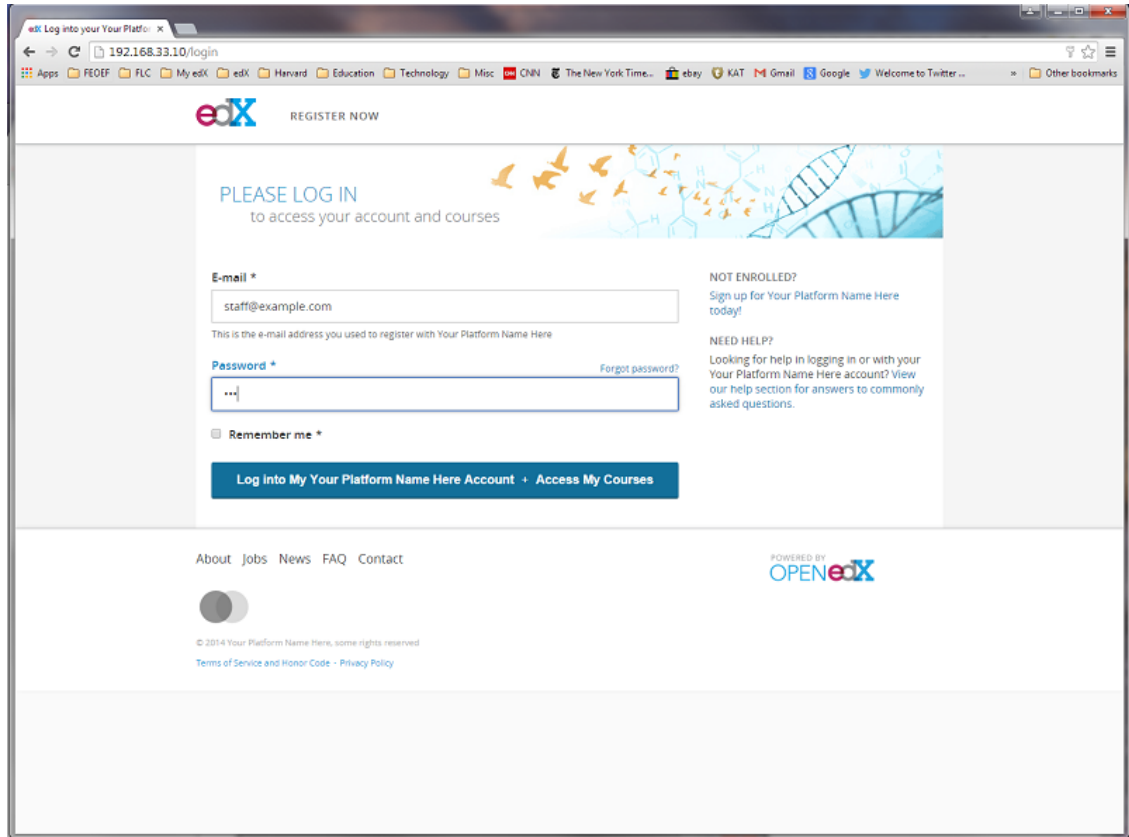 edX Log into your Your Platfor
192.168.33.10/login
Apps FEOEF FLC My edX edX Harvard Education Technology Misc CNN The New York Time... ebay KAT Gmail Google Welcome to Twitter ... » Other bookmarks
edX REGISTER NOW
PLEASE LOG IN
to access your account and courses
E-mail *
staff@example.com
This is the e-mail address you used to register with Your Platform Name Here
Password * Forgot password?
Remember me *
Log into My Your Platform Name Here Account + Access My Courses
NOT ENROLLED?
Sign up for Your Platform Name Here
today!
NEED HELP?
Looking for help in logging in or with your
Your Platform Name Here account? View
our help section for answers to commonly
asked questions.
About Jobs News FAQ Contact
POWERED BY
OPEN edX
© 2014 Your Platform Name Here, some rights reserved
Terms of Service and Honor Code - Privacy Policy